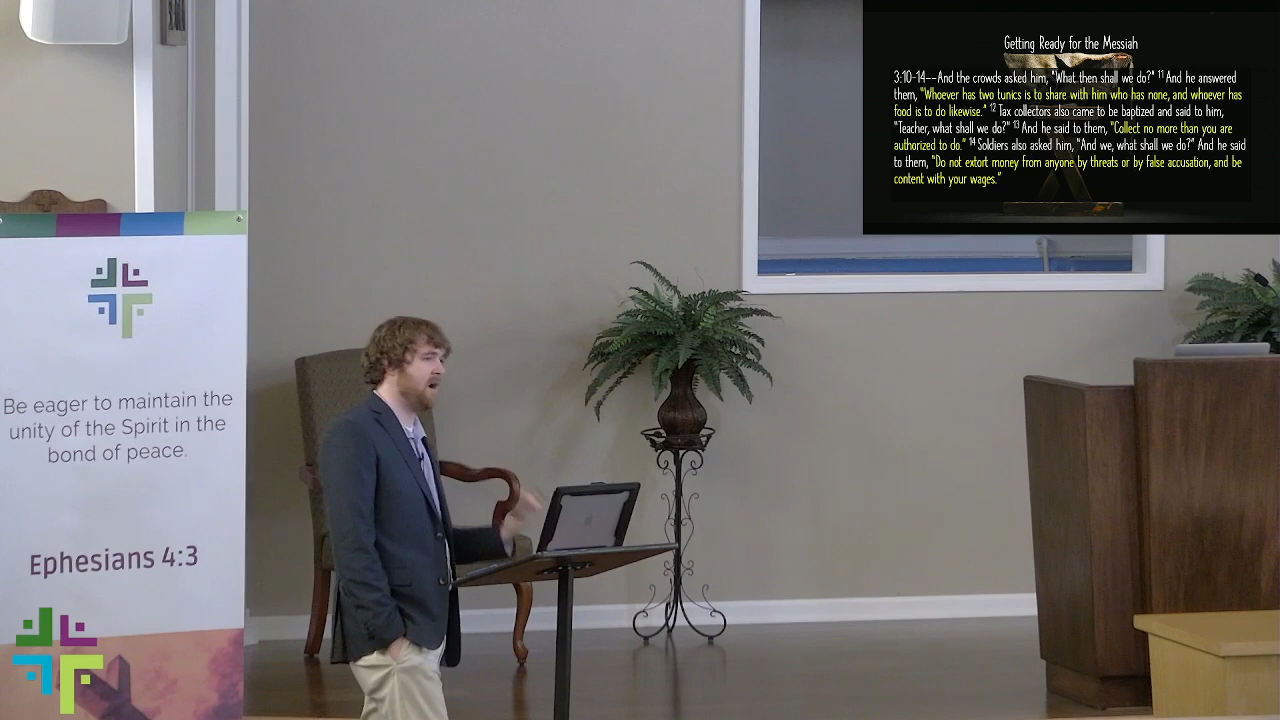 Getting Ready for the Messiah
3:10-14--And the crowds asked him, "What then shall we do?" 11 And he answered
them, "Whoever has two tunics is to share with him who has none, and whoever has
food is to do likewise." 12 Tax collectors also came to be baptized and said to him,
"Teacher, what shall we do?" 13 And he said to them, "Collect no more than you are
authorized to do." 14 Soldiers also asked him, "And we, what shall we do?" And he said
to them, "Do not extort money from anyone by threats or by false accusation, and be
content with your wages."
Be eager to maintain the
unity of the Spirit in the
bond of peace.
Ephesians 4:3